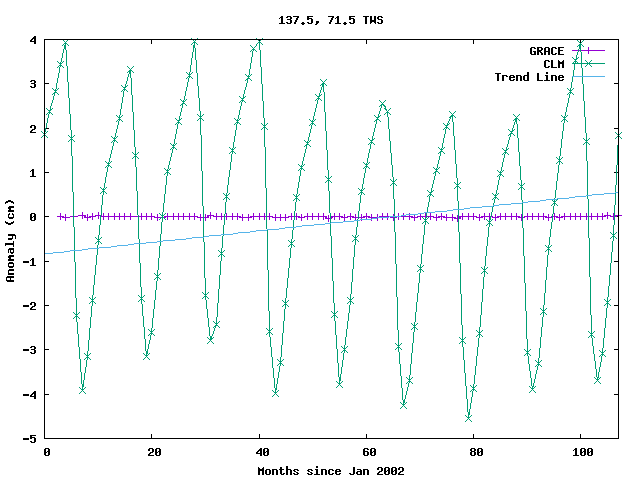 137.5, 71.5 TWS
GRACE
CLM
Trend Line
4
3
2
1
0
-1
-2
-3
-4
-5
Anomaly (cm)
0 20 40 60 80 100
Months since Jan 2002